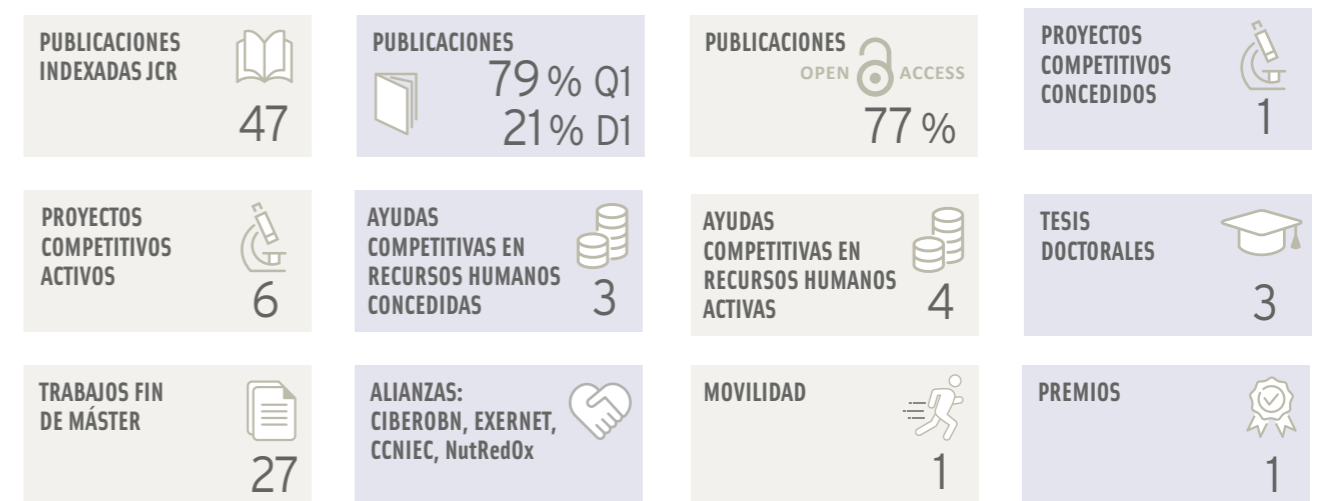 PUBLICACIONES
INDEXADAS JCR
47
PUBLICACIONES
79 % Q1
21% D1
PUBLICACIONES
OPEN ACCESS
77 %
PROYECTOS
COMPETITIVOS
CONCEDIDOS
1
PROYECTOS
COMPETITIVOS
ACTIVOS
6
AYUDAS
COMPETITIVAS EN
RECURSOS HUMANOS
CONCEDIDAS
3
AYUDAS
COMPETITIVAS EN
RECURSOS HUMANOS
ACTIVAS
4
TESIS
DOCTORALES
3
TRABAJOS FIN
DE MÁSTER
27
ALIANZAS:
CIBEROBN, EXERNET,
CCNIEC, NutRedOx
MOVILIDAD
1
PREMIOS
1